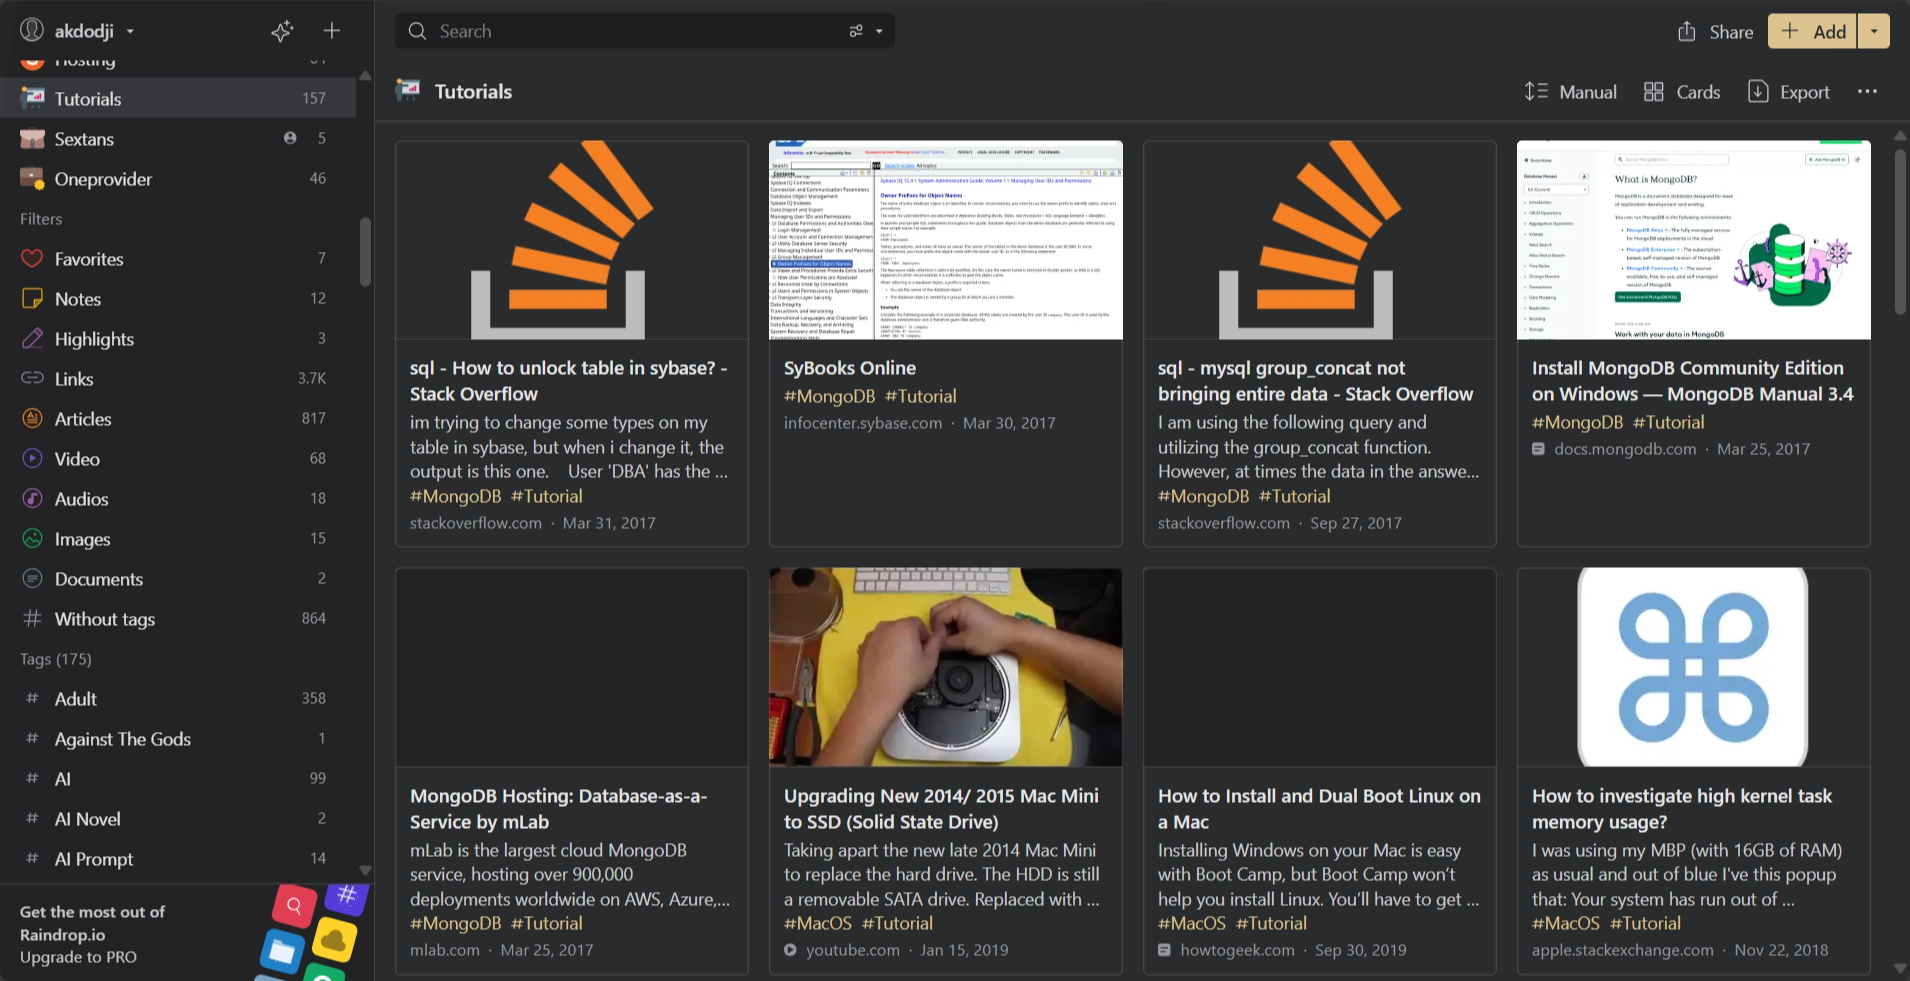 akdodji
Hosting
Tutorials 157
Sextans 5
Oneprovider 46
Filters
Favorites 7
Notes 12
Highlights 3
Links 3.7K
Articles 817
Video 68
Audios 18
Images 15
Documents 2
# Without tags 864
Tags (175)
# Adult 358
# Against The Gods 1
# AI 99
# AI Novel 2
# AI Prompt 14
Get the most out of
Raindrop.io
Upgrade to PRO
Search
Share
+ Add
Tutorials
Manual
Cards
Export
sql - How to unlock table in sybase? -
Stack Overflow
im trying to change some types on my
table in sybase, but when i change it, the
output is this one. User 'DBA' has the ...
#MongoDB #Tutorial
stackoverflow.com · Mar 31, 2017
SyBooks Online
#MongoDB #Tutorial
infocenter.sybase.com · Mar 30, 2017
sql - mysql group_concat not
bringing entire data - Stack Overflow
I am using the following query and
utilizing the group_concat function.
However, at times the data in the answe...
#MongoDB #Tutorial
stackoverflow.com · Sep 27, 2017
What is MongoDB?
Work with your data in MongoDB
Install MongoDB Community Edition
on Windows — MongoDB Manual 3.4
#MongoDB #Tutorial
docs.mongodb.com · Mar 25, 2017
MongoDB Hosting: Database-as-a-
Service by mLab
mLab is the largest cloud MongoDB
service, hosting over 900,000
deployments worldwide on AWS, Azure,...
#MongoDB #Tutorial
mlab.com · Mar 25, 2017
Upgrading New 2014/ 2015 Mac Mini
to SSD (Solid State Drive)
Taking apart the new late 2014 Mac Mini
to replace the hard drive. The HDD is still
a removable SATA drive. Replaced with ...
#MacOS #Tutorial
youtube.com · Jan 15, 2019
How to Install and Dual Boot Linux on
a Mac
Installing Windows on your Mac is easy
with Boot Camp, but Boot Camp won't
help you install Linux. You'll have to get ...
#MacOS #Tutorial
howtogeek.com · Sep 30, 2019
How to investigate high kernel task
memory usage?
I was using my MBP (with 16GB of RAM)
as usual and out of blue I've this popup
that: Your system has run out of ...
#MacOS #Tutorial
apple.stackexchange.com · Nov 22, 2018